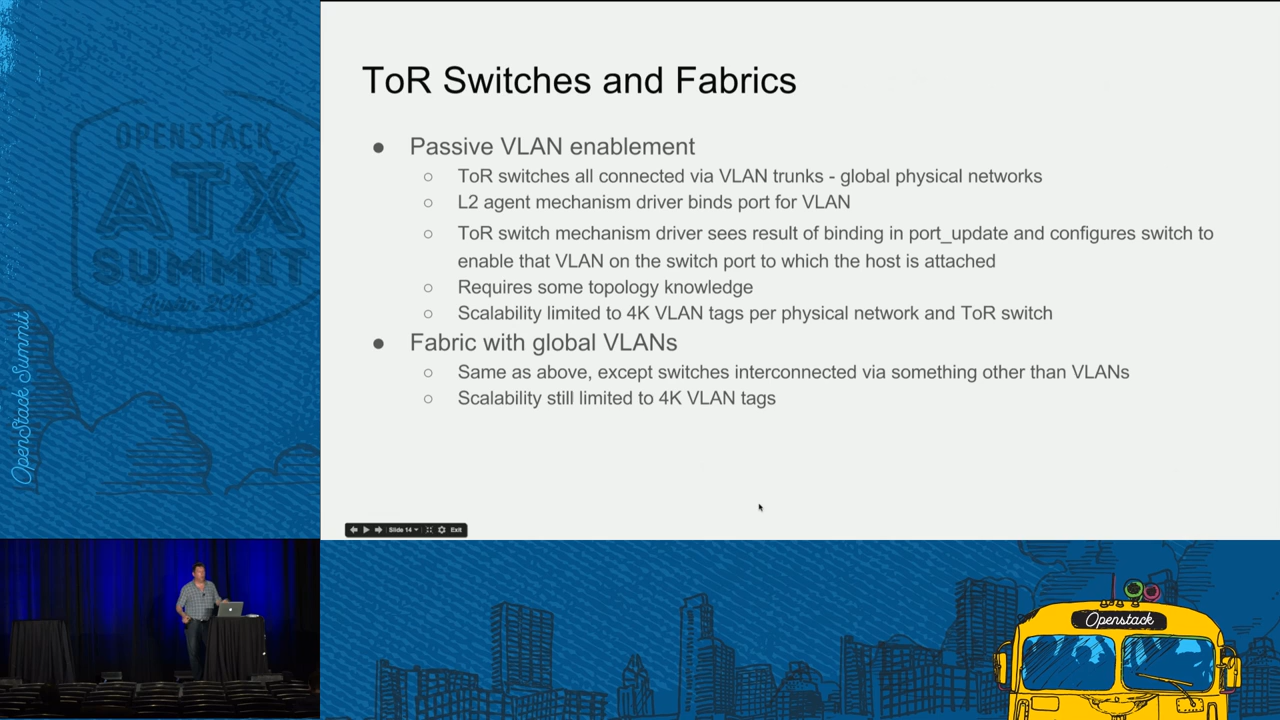 ToR Switches and Fabrics
● Passive VLAN enablement
○ ToR switches all connected via VLAN trunks - global physical networks
○ L2 agent mechanism driver binds port for VLAN
○ ToR switch mechanism driver sees result of binding in port_update and configures switch to
enable that VLAN on the switch port to which the host is attached
○ Requires some topology knowledge
○ Scalability limited to 4K VLAN tags per physical network and ToR switch
● Fabric with global VLANs
○ Same as above, except switches interconnected via something other than VLANs
○ Scalability still limited to 4K VLAN tags
Slide 14
Exit
OPENSTACK
ATX
SUMMIT
Austin 2016
OpenStack Summit
Openstack